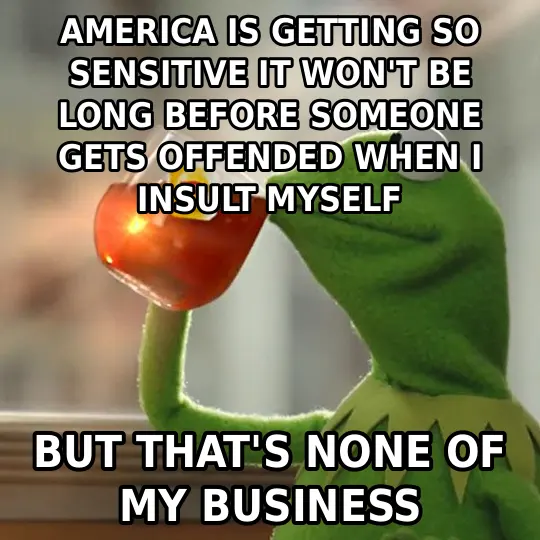 AMERICA IS GETTING SO
SENSITIVE IT WON'T BE
LONG BEFORE SOMEONE
GETS OFFENDED WHEN I
INSULT MYSELF
BUT THAT'S NONE OF
MY BUSINESS